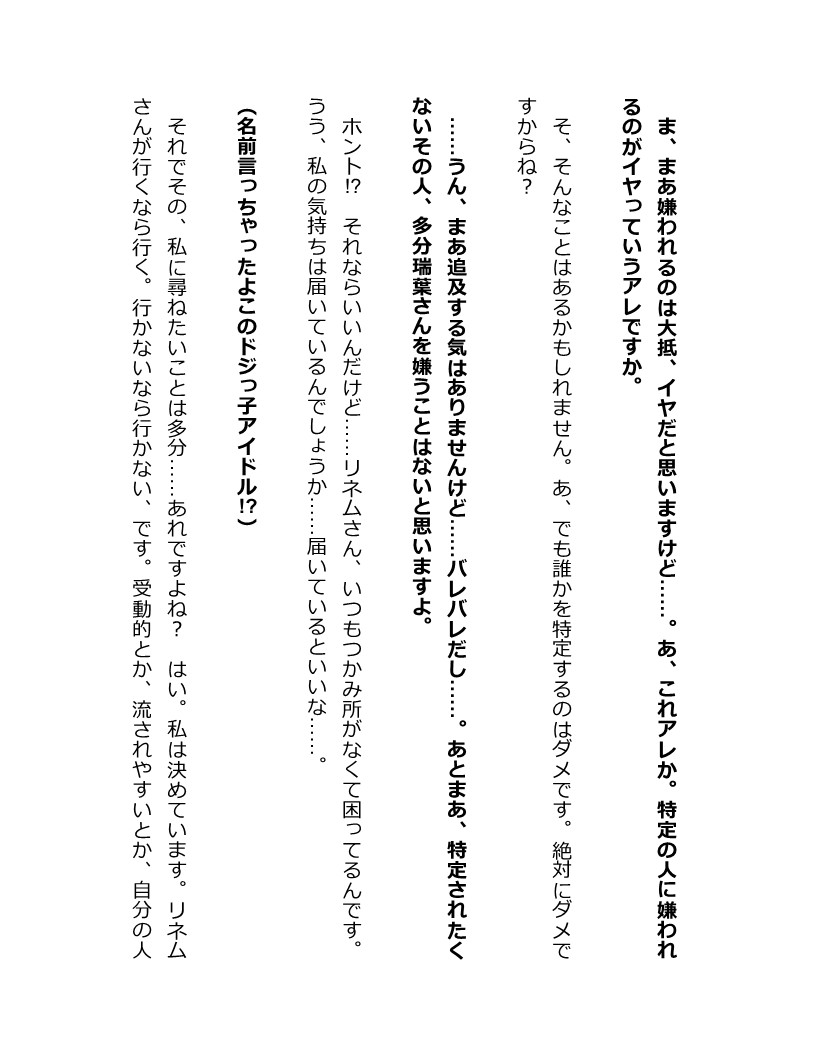 ま、まあ嫌われるのは大抵、イヤだと思いますけど……。あ、これアレか。特定の人に嫌われ
るのがイヤっていうアレですか。
　そ、そんなことはあるかもしれません。あ、でも誰かを特定するのはダメです。絶対にダメで
すからね？
　……うん、まあ追及する気はありませんけど……バレバレだし……。あとまあ、特定されたく
ないその人、多分瑞葉さんを嫌うことはないと思いますよ。
　ホント!?　それならいいんだけど……リネムさん、いつもつかみ所がなくて困ってるんです。
うう、私の気持ちは届いているんでしょうか……届いているといいな……。
（名前言っちゃったよこのドジっ子アイドル!?）
　それでその、私に尋ねたいことは多分……あれですよね？　はい。私は決めています。リネム
さんが行くなら行く。行かないなら行かない、です。受動的とか、流されやすいとか、自分の人